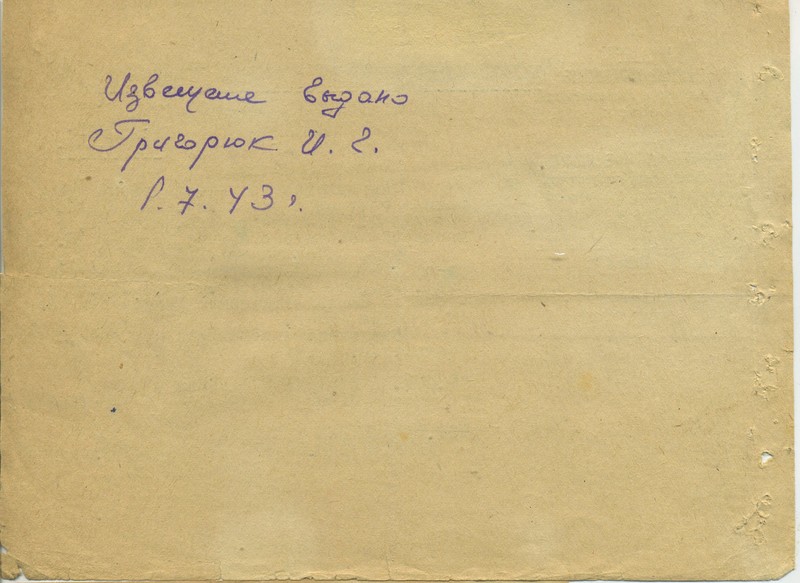 Извещение выдано
Григорюк И. Г.
1.7.43 г.